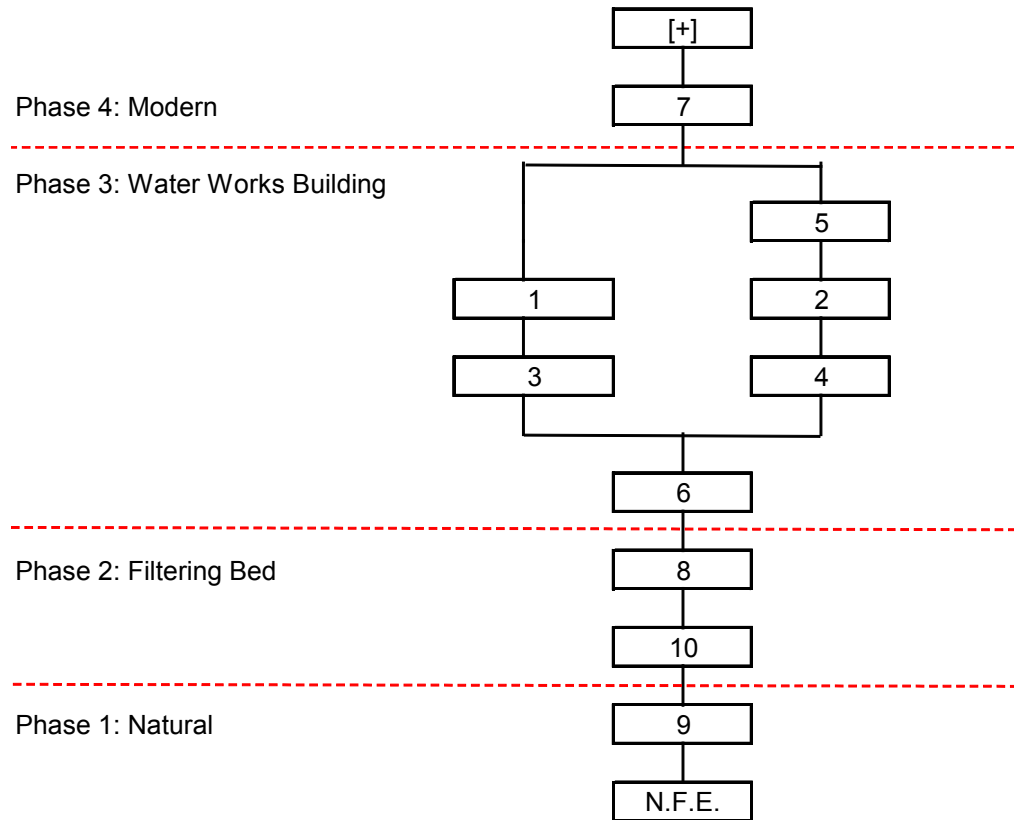 [+]
Phase 4: Modern
7
Phase 3: Water Works Building
5
1
2
3
4
6
Phase 2: Filtering Bed
8
10
Phase 1: Natural
9
N.F.E.